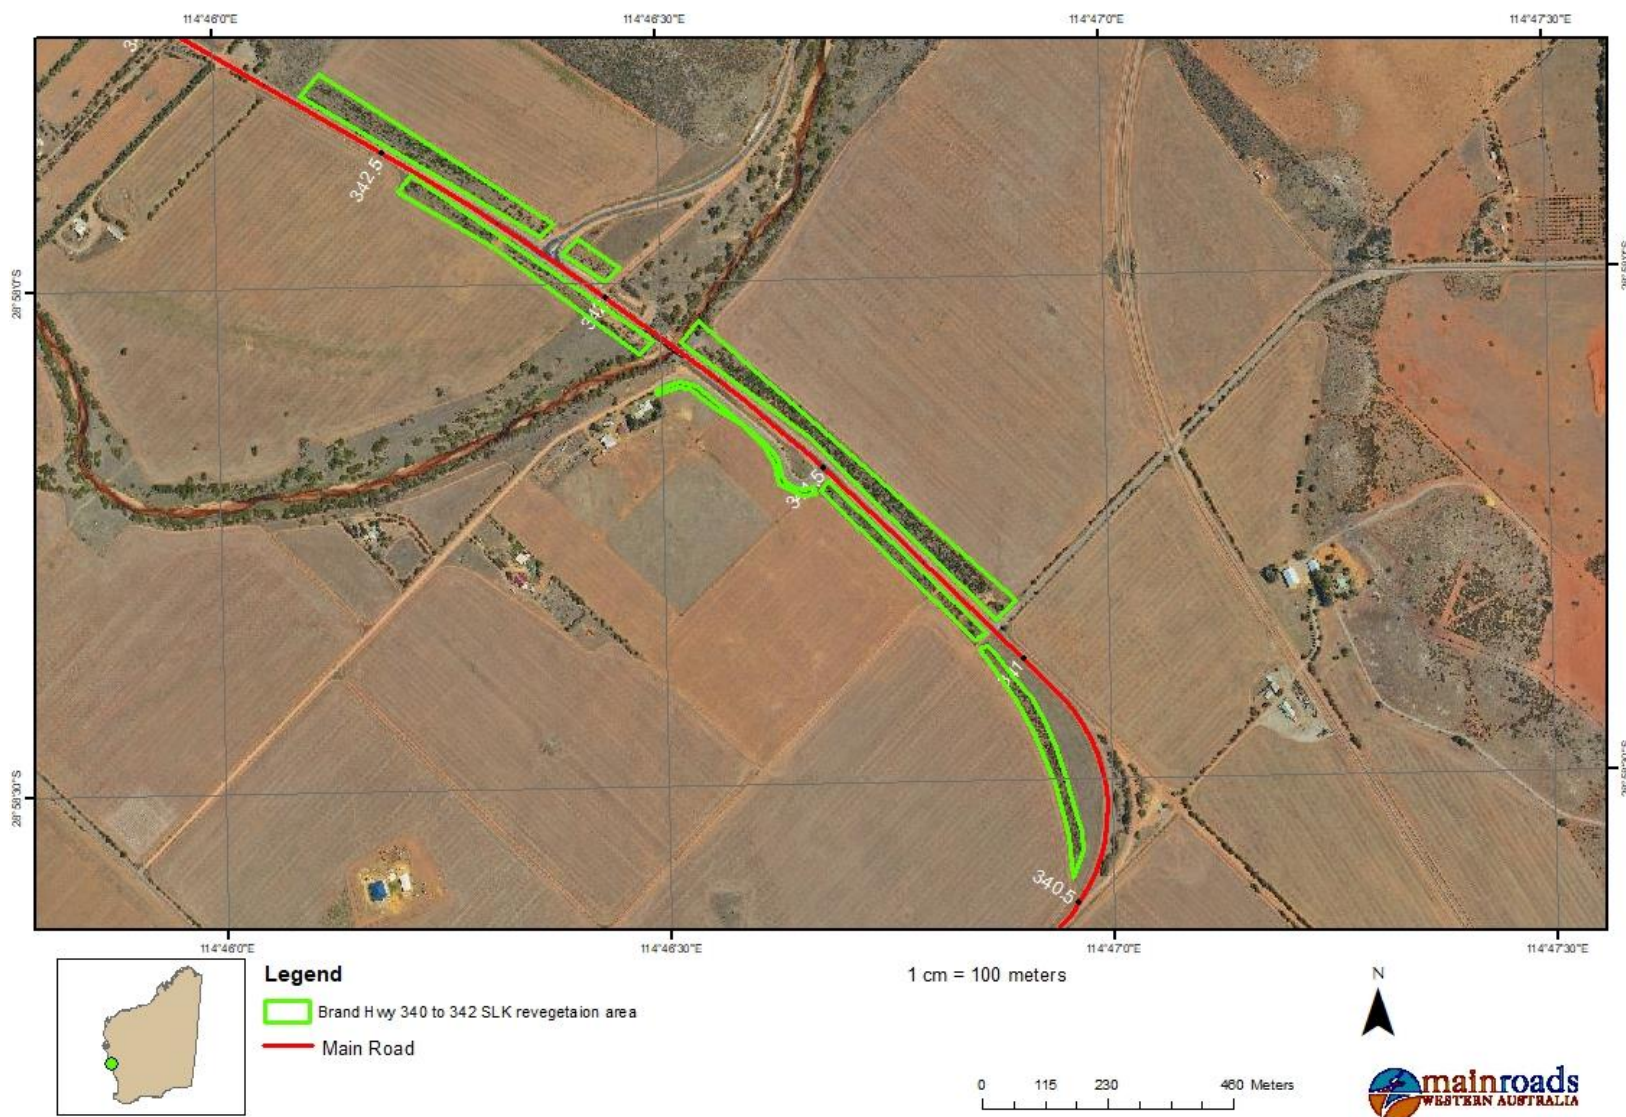 114°46'0"E 114°46'30"E 114°47'0"E 114°47'30"E
342.5
28°58'0"S
341.5
341
28°58'30"S
340.5
114°46'0"E 114°46'30"E 114°47'0"E 114°47'30"E
Legend
Brand Hwy 340 to 342 SLK revegetaion area
Main Road
1 cm = 100 meters
N
0 115 230 460 Meters
mainroads
WESTERN AUSTRALIA